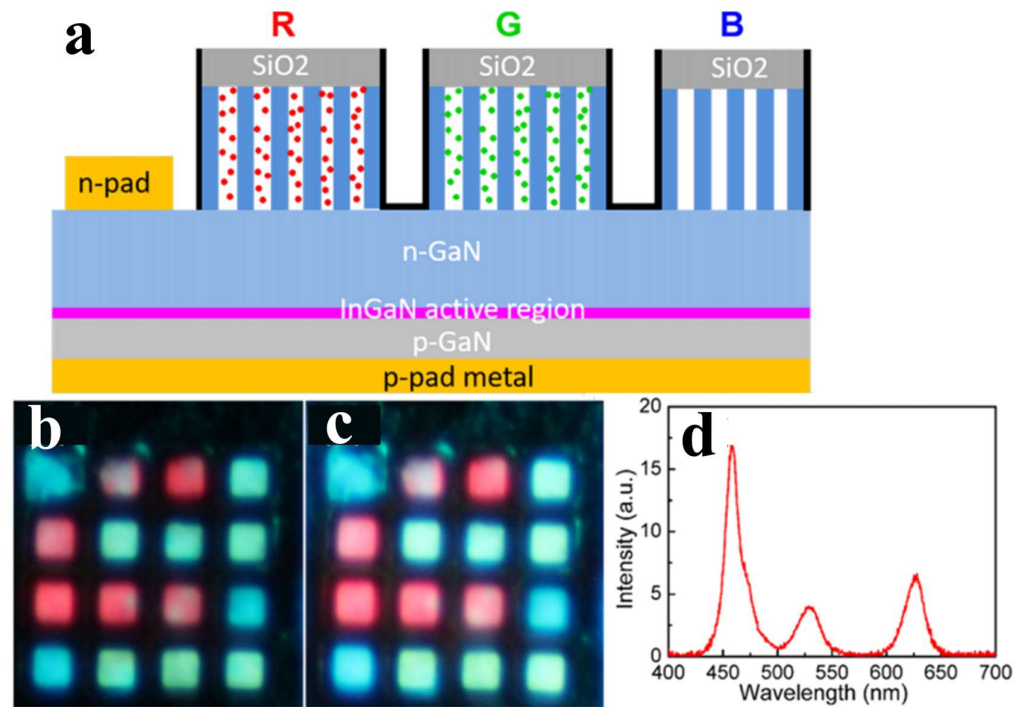 a
R G B
SiO2 SiO2 SiO2
n-pad
n-GaN
InGaN active region
p-GaN
p-pad metal
b
c
d
20
15
10
5
0
Intensity (a.u.)
400 450 500 550 600 650 700
Wavelength (nm)